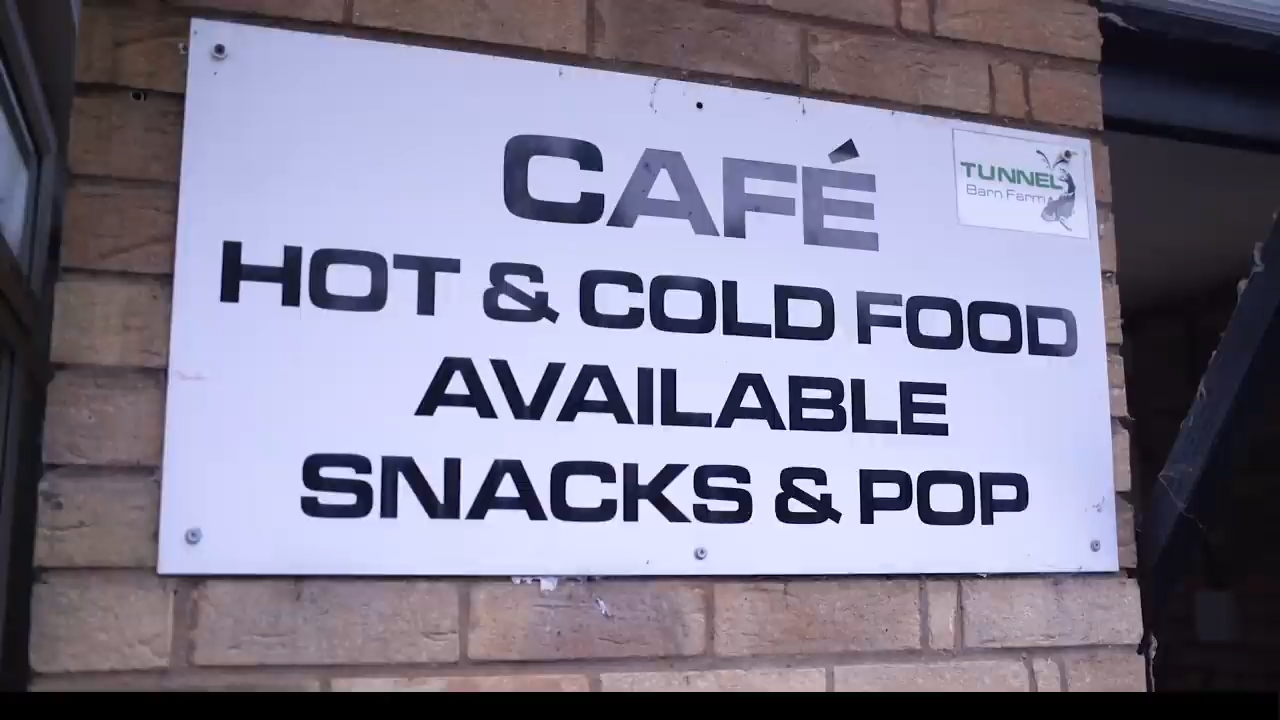 CAFÉ
TUNNEL
Barn Farm
HOT & COLD FOOD
AVAILABLE
SNACKS & POP